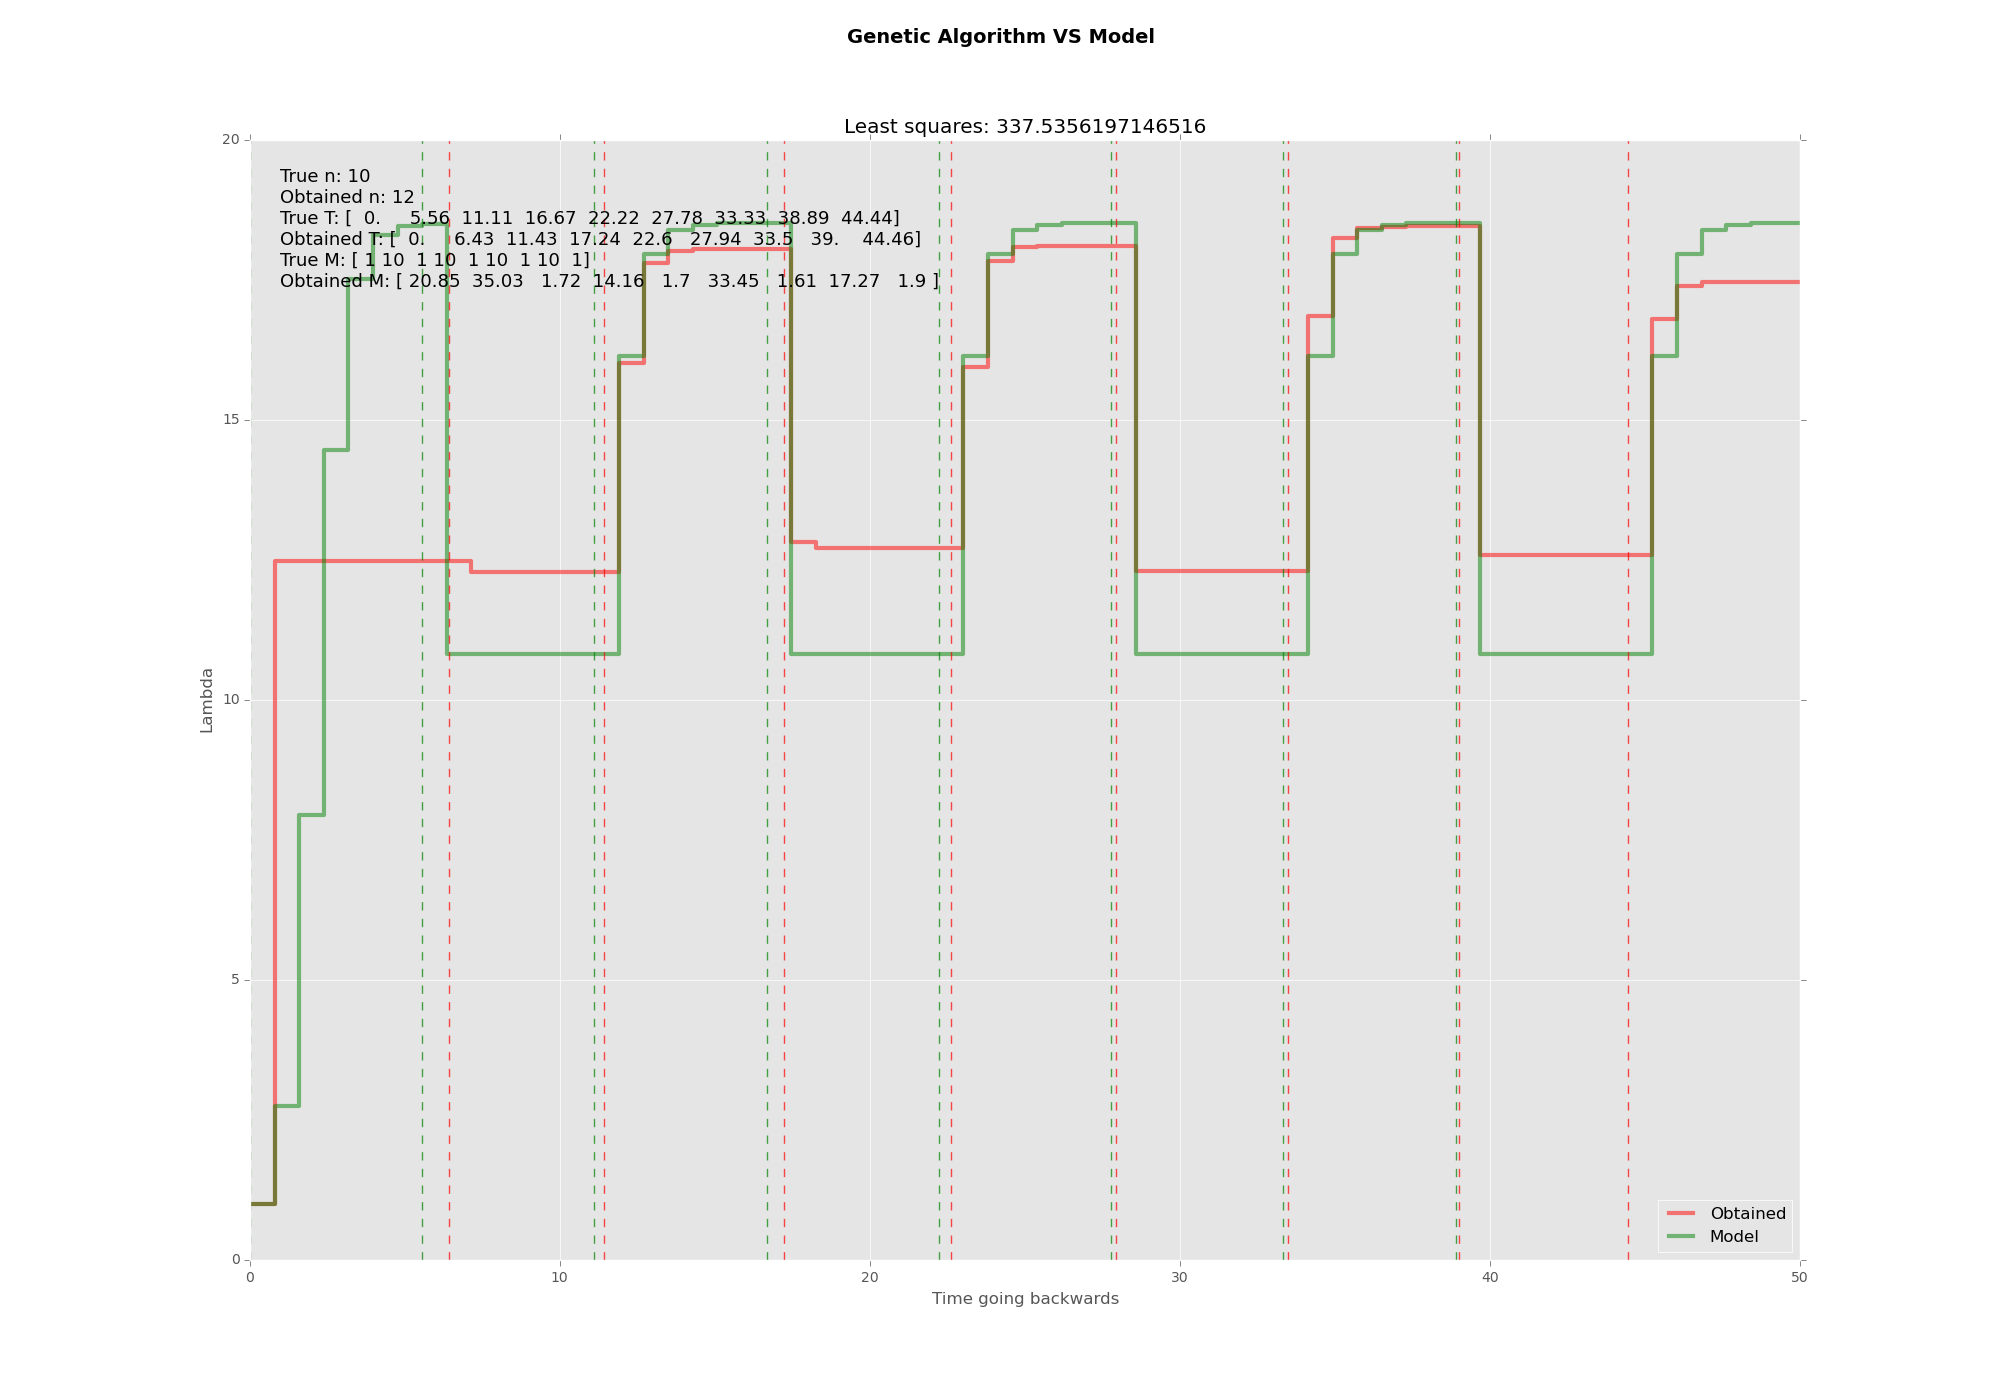 Genetic Algorithm VS Model
Least squares: 337.5356197146516
20
True n: 10
Obtained n: 12
True T: [ 0. 5.56 11.11 16.67 22.22 27.78 33.33 38.89 44.44]
Obtained T: [ 0. 6.43 11.43 17.24 22.6 27.94 33.5 39. 44.46]
True M: [ 1 10 1 10 1 10 1 10 1]
Obtained M: [ 20.85 35.03 1.72 14.16 1.7 33.45 1.61 17.27 1.9 ]
15
10
Lambda
5
Obtained
Model
0
0 10 20 30 40 50
Time going backwards